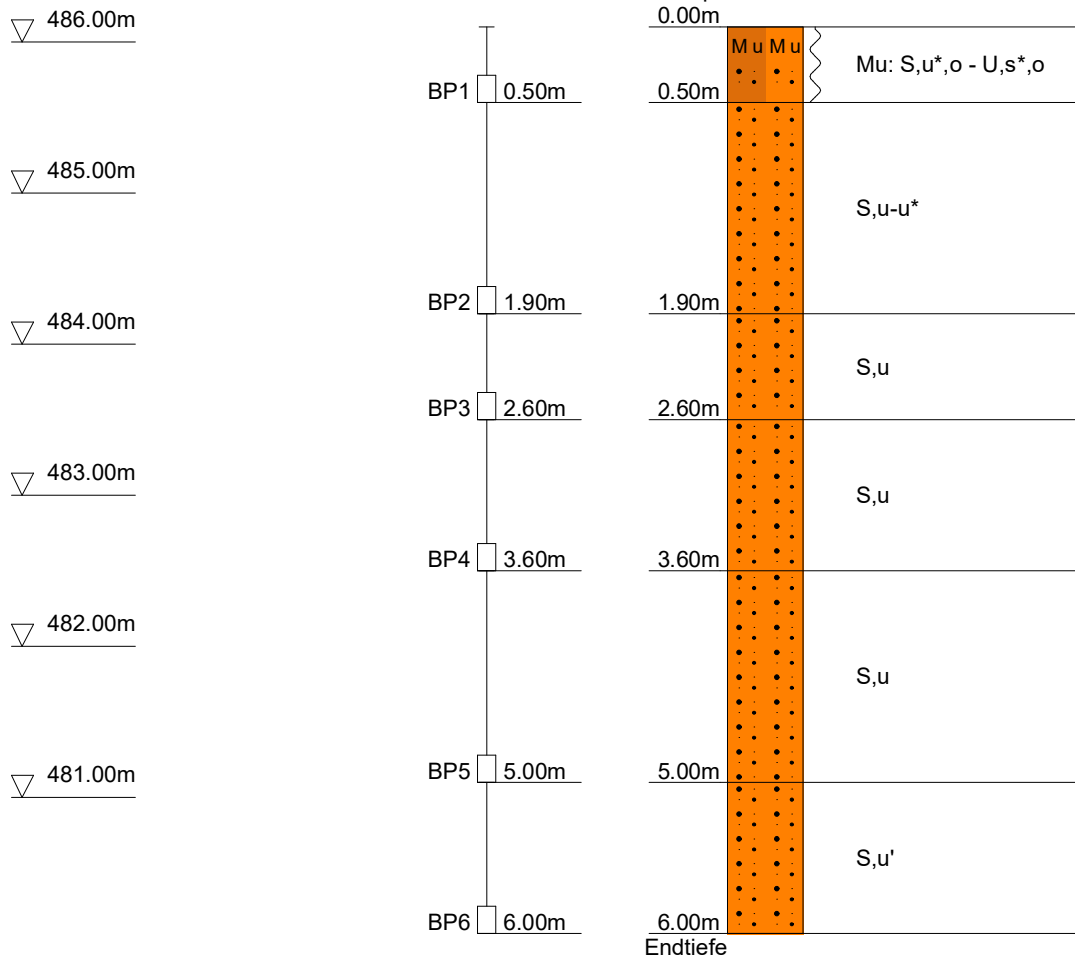 0.00m
486.00m
M u M u
Mu: S,u*,o - U,s*,o
BP1 0.50m 0.50m
485.00m
S,u-u*
BP2 1.90m 1.90m
484.00m
S,u
BP3 2.60m 2.60m
483.00m
S,u
BP4 3.60m 3.60m
482.00m
S,u
BP5 5.00m 5.00m
481.00m
S,u'
BP6 6.00m 6.00m
Endtiefe